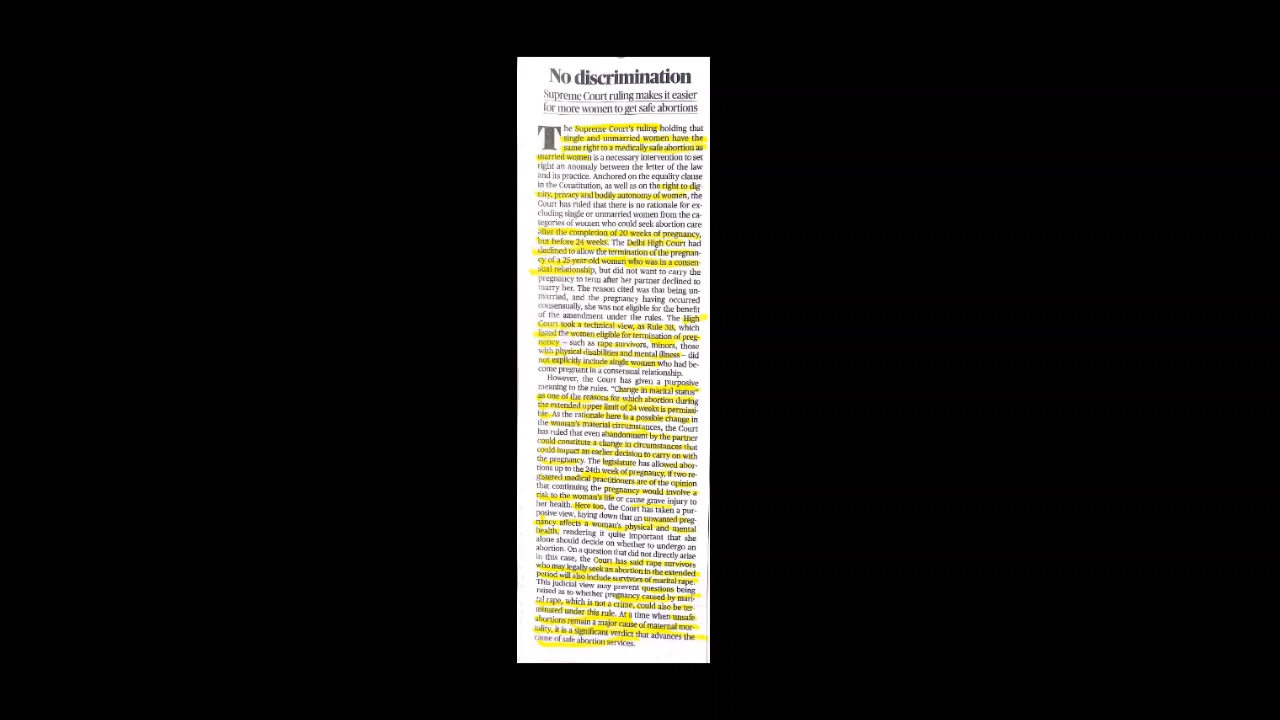 No discrimination
Supreme Court ruling makes it easier
for more women to get safe abortions
The Supreme Court's ruling holding that
single and unmarried women have the
same right to a medically safe abortion as
married women is a necessary intervention to set
right an anomaly between the letter of the law
and its practice. Anchored on the equality clause
in the Constitution, as well as on the right to dig-
nity, privacy and bodily autonomy of women, the
Court has ruled that there is no rationale for ex-
cluding single or unmarried women from the ca-
tegories of women who could seek abortion care
after the completion of 20 weeks of pregnancy,
but before 24 weeks. The Delhi High Court had
declined to allow the termination of the pregnan-
cy of a 25-year-old woman who was in a consen-
sual relationship, but did not want to carry the
pregnancy to term after her partner declined to
marry her. The reason cited was that being un-
married, and the pregnancy having occurred
consensually, she was not eligible for the benefit
of the amendment under the rules. The High
Court took a technical view, as Rule 3B, which
listed the women eligible for termination of preg-
nancy – such as rape survivors, minors, those
with physical disabilities and mental illness – did
not explicitly include single women who had be-
come pregnant in a consensual relationship.
However, the Court has given a purposive
meaning to the rules. "Change in marital status"
as one of the reasons for which abortion during
the extended upper limit of 24 weeks is permissi-
ble. As the rationale here is a possible change in
the woman's material circumstances, the Court
has ruled that even abandonment by the partner
could constitute a change in circumstances that
could impact an earlier decision to carry on with
the pregnancy. The legislature has allowed abor-
tions up to the 24th week of pregnancy, if two re-
gistered medical practitioners are of the opinion
that continuing the pregnancy would involve a
risk to the woman's life or cause grave injury to
her health. Here too, the Court has taken a pur-
posive view, laying down that an unwanted preg-
nancy affects a woman's physical and mental
health, rendering it quite important that she
alone should decide on whether to undergo an
abortion. On a question that did not directly arise
in this case, the Court has said rape survivors
who may legally seek an abortion in the extended
period will also include survivors of marital rape.
This judicial view may prevent questions being
raised as to whether pregnancy caused by mari-
tal rape, which is not a crime, could also be ter-
minated under this rule. At a time when unsafe
abortions remain a major cause of maternal mor-
tality, it is a significant verdict that advances the
cause of safe abortion services.